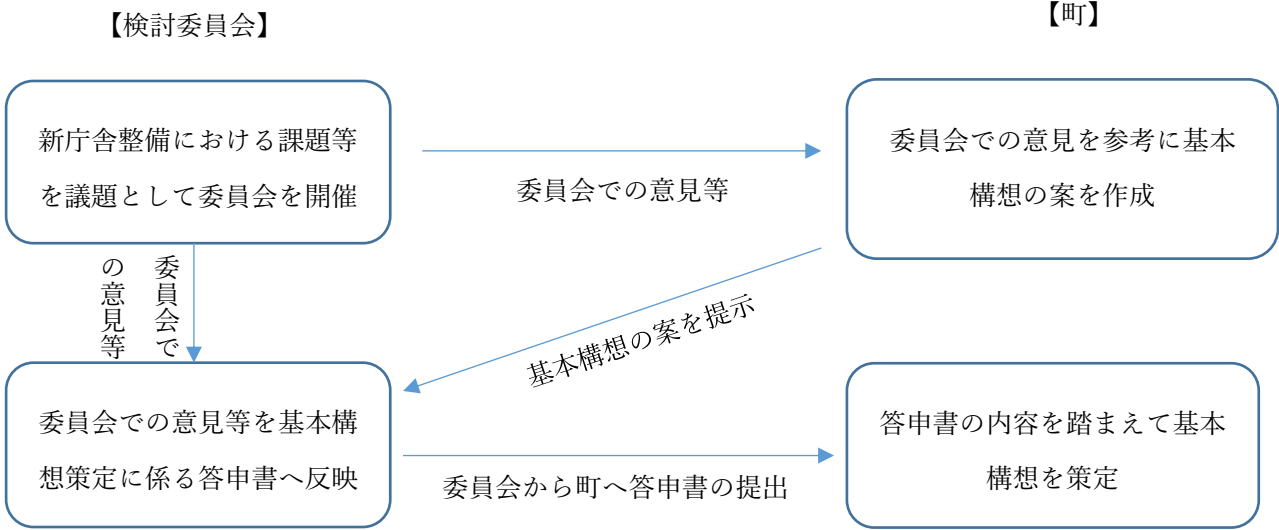 【検討委員会】
【町】
新庁舎整備における課題等
を議題として委員会を開催
委員会での意見等
委員会での意見を参考に基本
構想の案を作成
委員会で
の意見等
基本構想の案を提示
委員会での意見等を基本構
想策定に係る答申書へ反映
委員会から町へ答申書の提出
答申書の内容を踏まえて基本
構想を策定